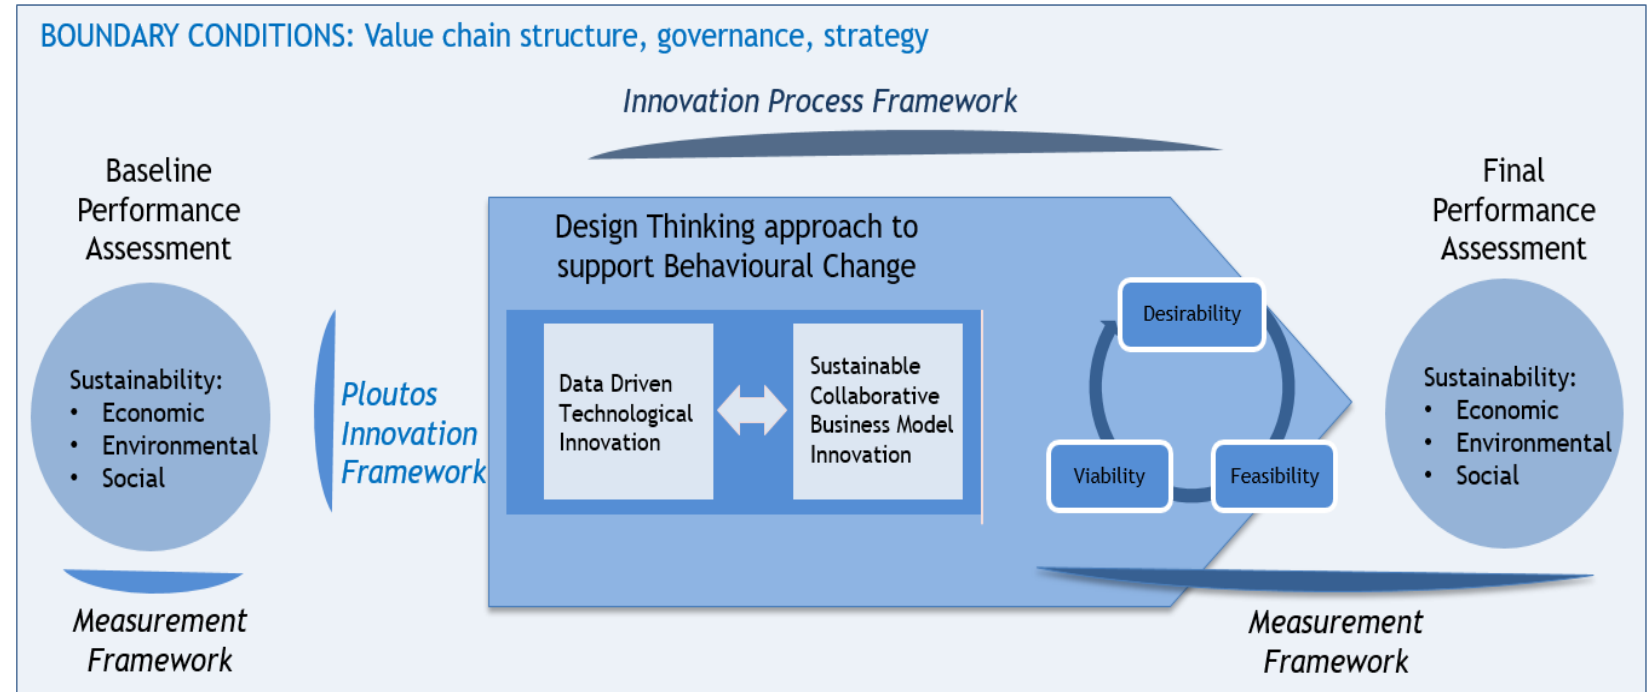 BOUNDARY CONDITIONS: Value chain structure, governance, strategy
Innovation Process Framework
Baseline
Performance
Assessment
Sustainability:
• Economic
• Environmental
• Social
Measurement
Framework
Ploutos
Innovation
Framework
Design Thinking approach to
support Behavioural Change
Data Driven
Technological
Innovation
Sustainable
Collaborative
Business Model
Innovation
Desirability
Viability
Feasibility
Final
Performance
Assessment
Sustainability:
• Economic
• Environmental
• Social
Measurement
Framework